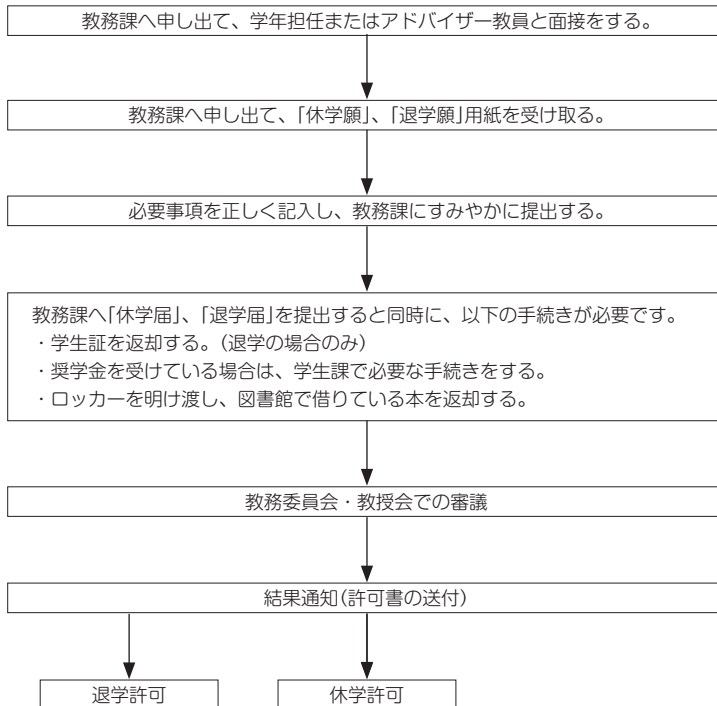 教務課へ申し出て、学年担任またはアドバイザー教員と面接をする。
教務課へ申し出て、「休学願」、「退学願」用紙を受け取る。
必要事項を正しく記入し、教務課にすみやかに提出する。
教務課へ「休学届」、「退学届」を提出すると同時に、以下の手続きが必要です。
・学生証を返却する。(退学の場合のみ)
・奨学金を受けている場合は、学生課で必要な手続きをする。
・ロッカーを明け渡し、図書館で借りている本を返却する。
教務委員会・教授会での審議
結果通知(許可書の送付)
退学許可
休学許可